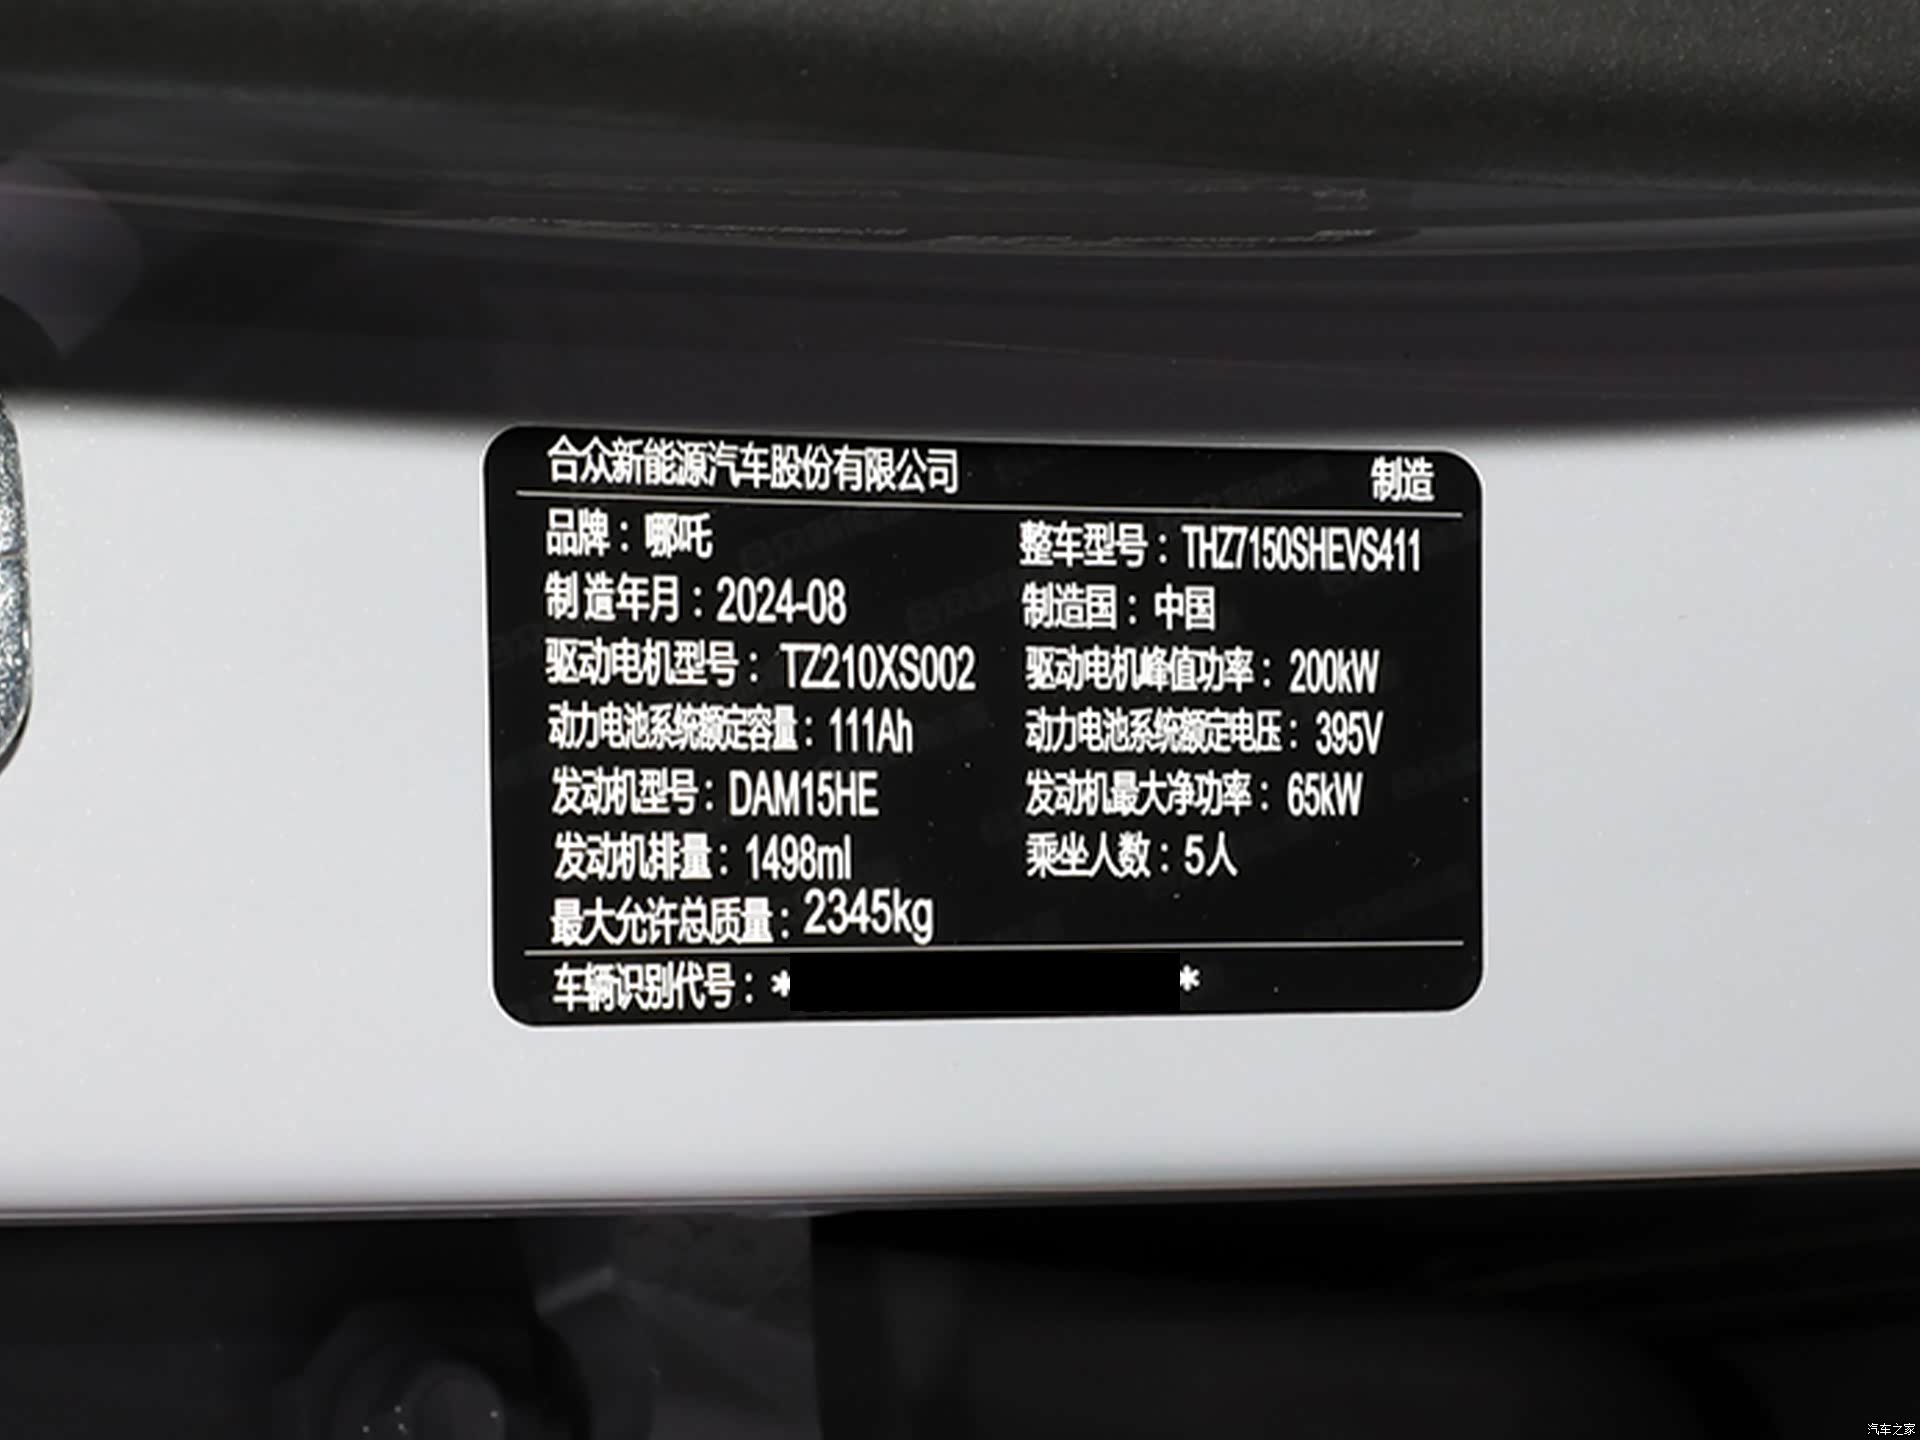 合众新能源汽车股份有限公司 制造
品牌：哪吒 整车型号：THZ7150SHEVS411
制造年月：2024-08 制造国：中国
驱动电机型号：TZ210XS002 驱动电机峰值功率：200kW
动力电池系统额定容量：111Ah 动力电池系统额定电压：395V
发动机型号：DAM15HE 发动机最大净功率：65kW
发动机排量：1498ml 乘坐人数：5人
最大允许总质量：2345kg
车辆识别代号：* *
汽车之家